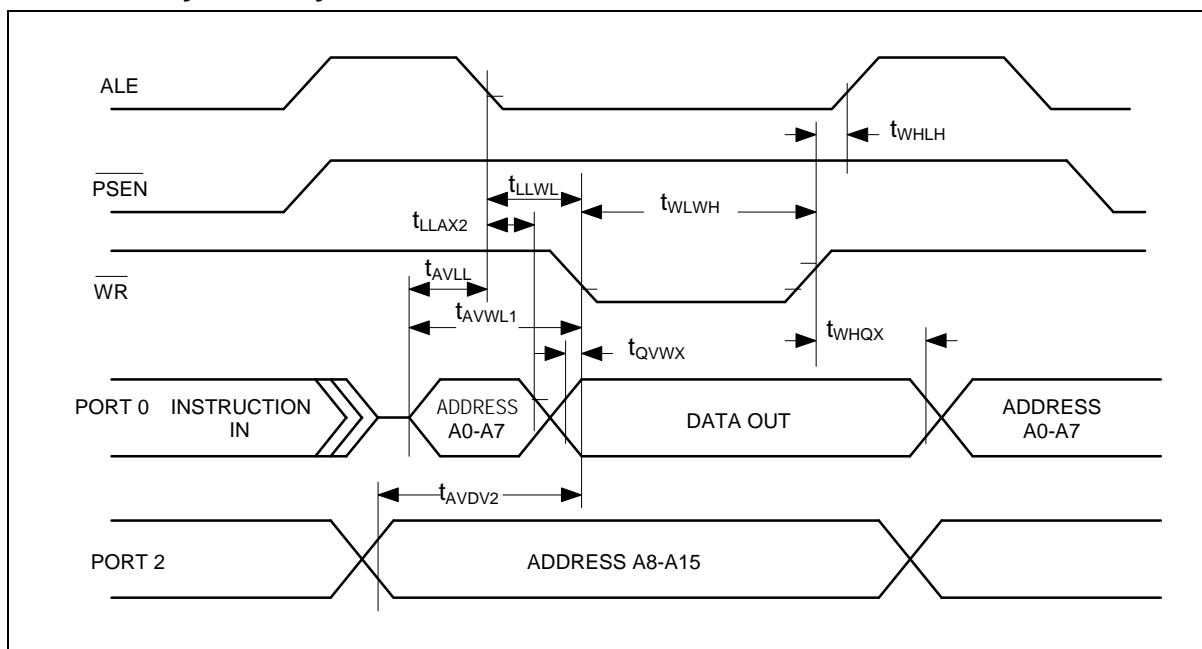 ALE
tWHLH
PSEN
tLLWL
tWLWH
tLLAX2
WR
tAVLL
tAVWL1
tQVWX
tWHQX
PORT 0 INSTRUCTION IN
ADDRESS A0-A7
DATA OUT
ADDRESS A0-A7
tAVDV2
PORT 2
ADDRESS A8-A15